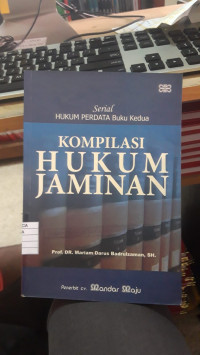 Serial
HUKUM PERDATA Buku Kedua
KOMPILASI
HUKUM
JAMINAN
Prof. DR. Mariam Darus Badrulzaman, SH.
Penerbit CV. Mandar Maju